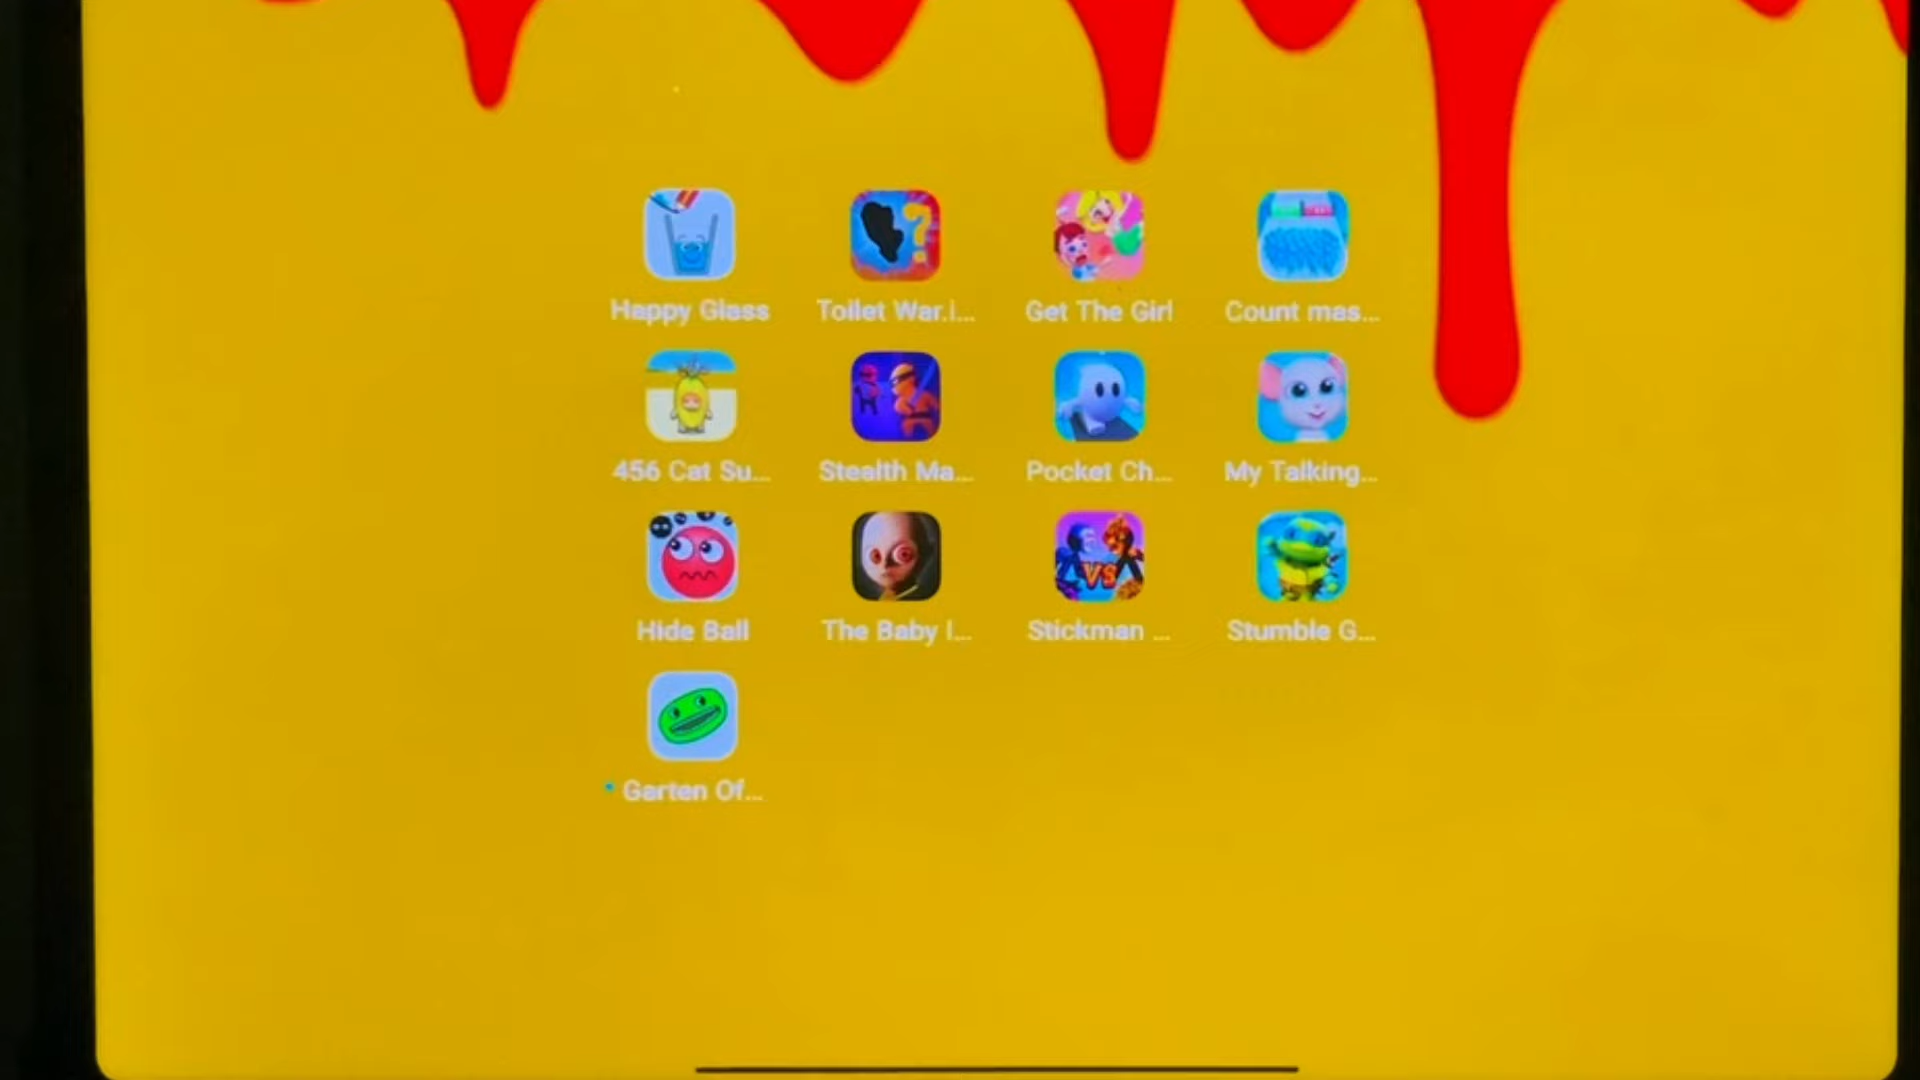 Happy Glass
Toilet War.i...
Get The Girl
Count mas...
456 Cat Su...
Stealth Ma...
Pocket Ch...
My Talking...
VS
Hide Ball
The Baby I...
Stickman ...
Stumble G...
Garten Of...